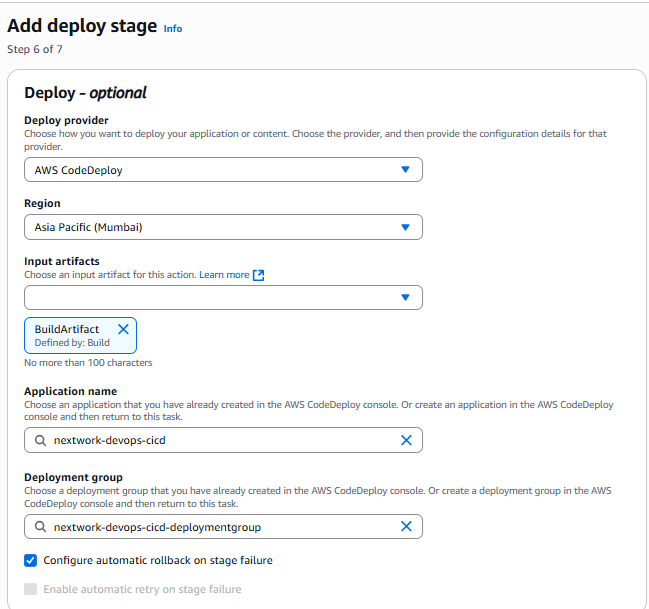 Add deploy stage Info
Step 6 of 7
Deploy - optional
Deploy provider
Choose how you want to deploy your application or content. Choose the provider, and then provide the configuration details for that
provider.
AWS CodeDeploy
Region
Asia Pacific (Mumbai)
Input artifacts
Choose an input artifact for this action. Learn more
BuildArtifact
Defined by: Build
No more than 100 characters
Application name
Choose an application that you have already created in the AWS CodeDeploy console. Or create an application in the AWS CodeDeploy
console and then return to this task.
nextwork-devops-cicd
Deployment group
Choose a deployment group that you have already created in the AWS CodeDeploy console. Or create a deployment group in the AWS
CodeDeploy console and then return to this task.
nextwork-devops-cicd-deploymentgroup
Configure automatic rollback on stage failure
Enable automatic retry on stage failure